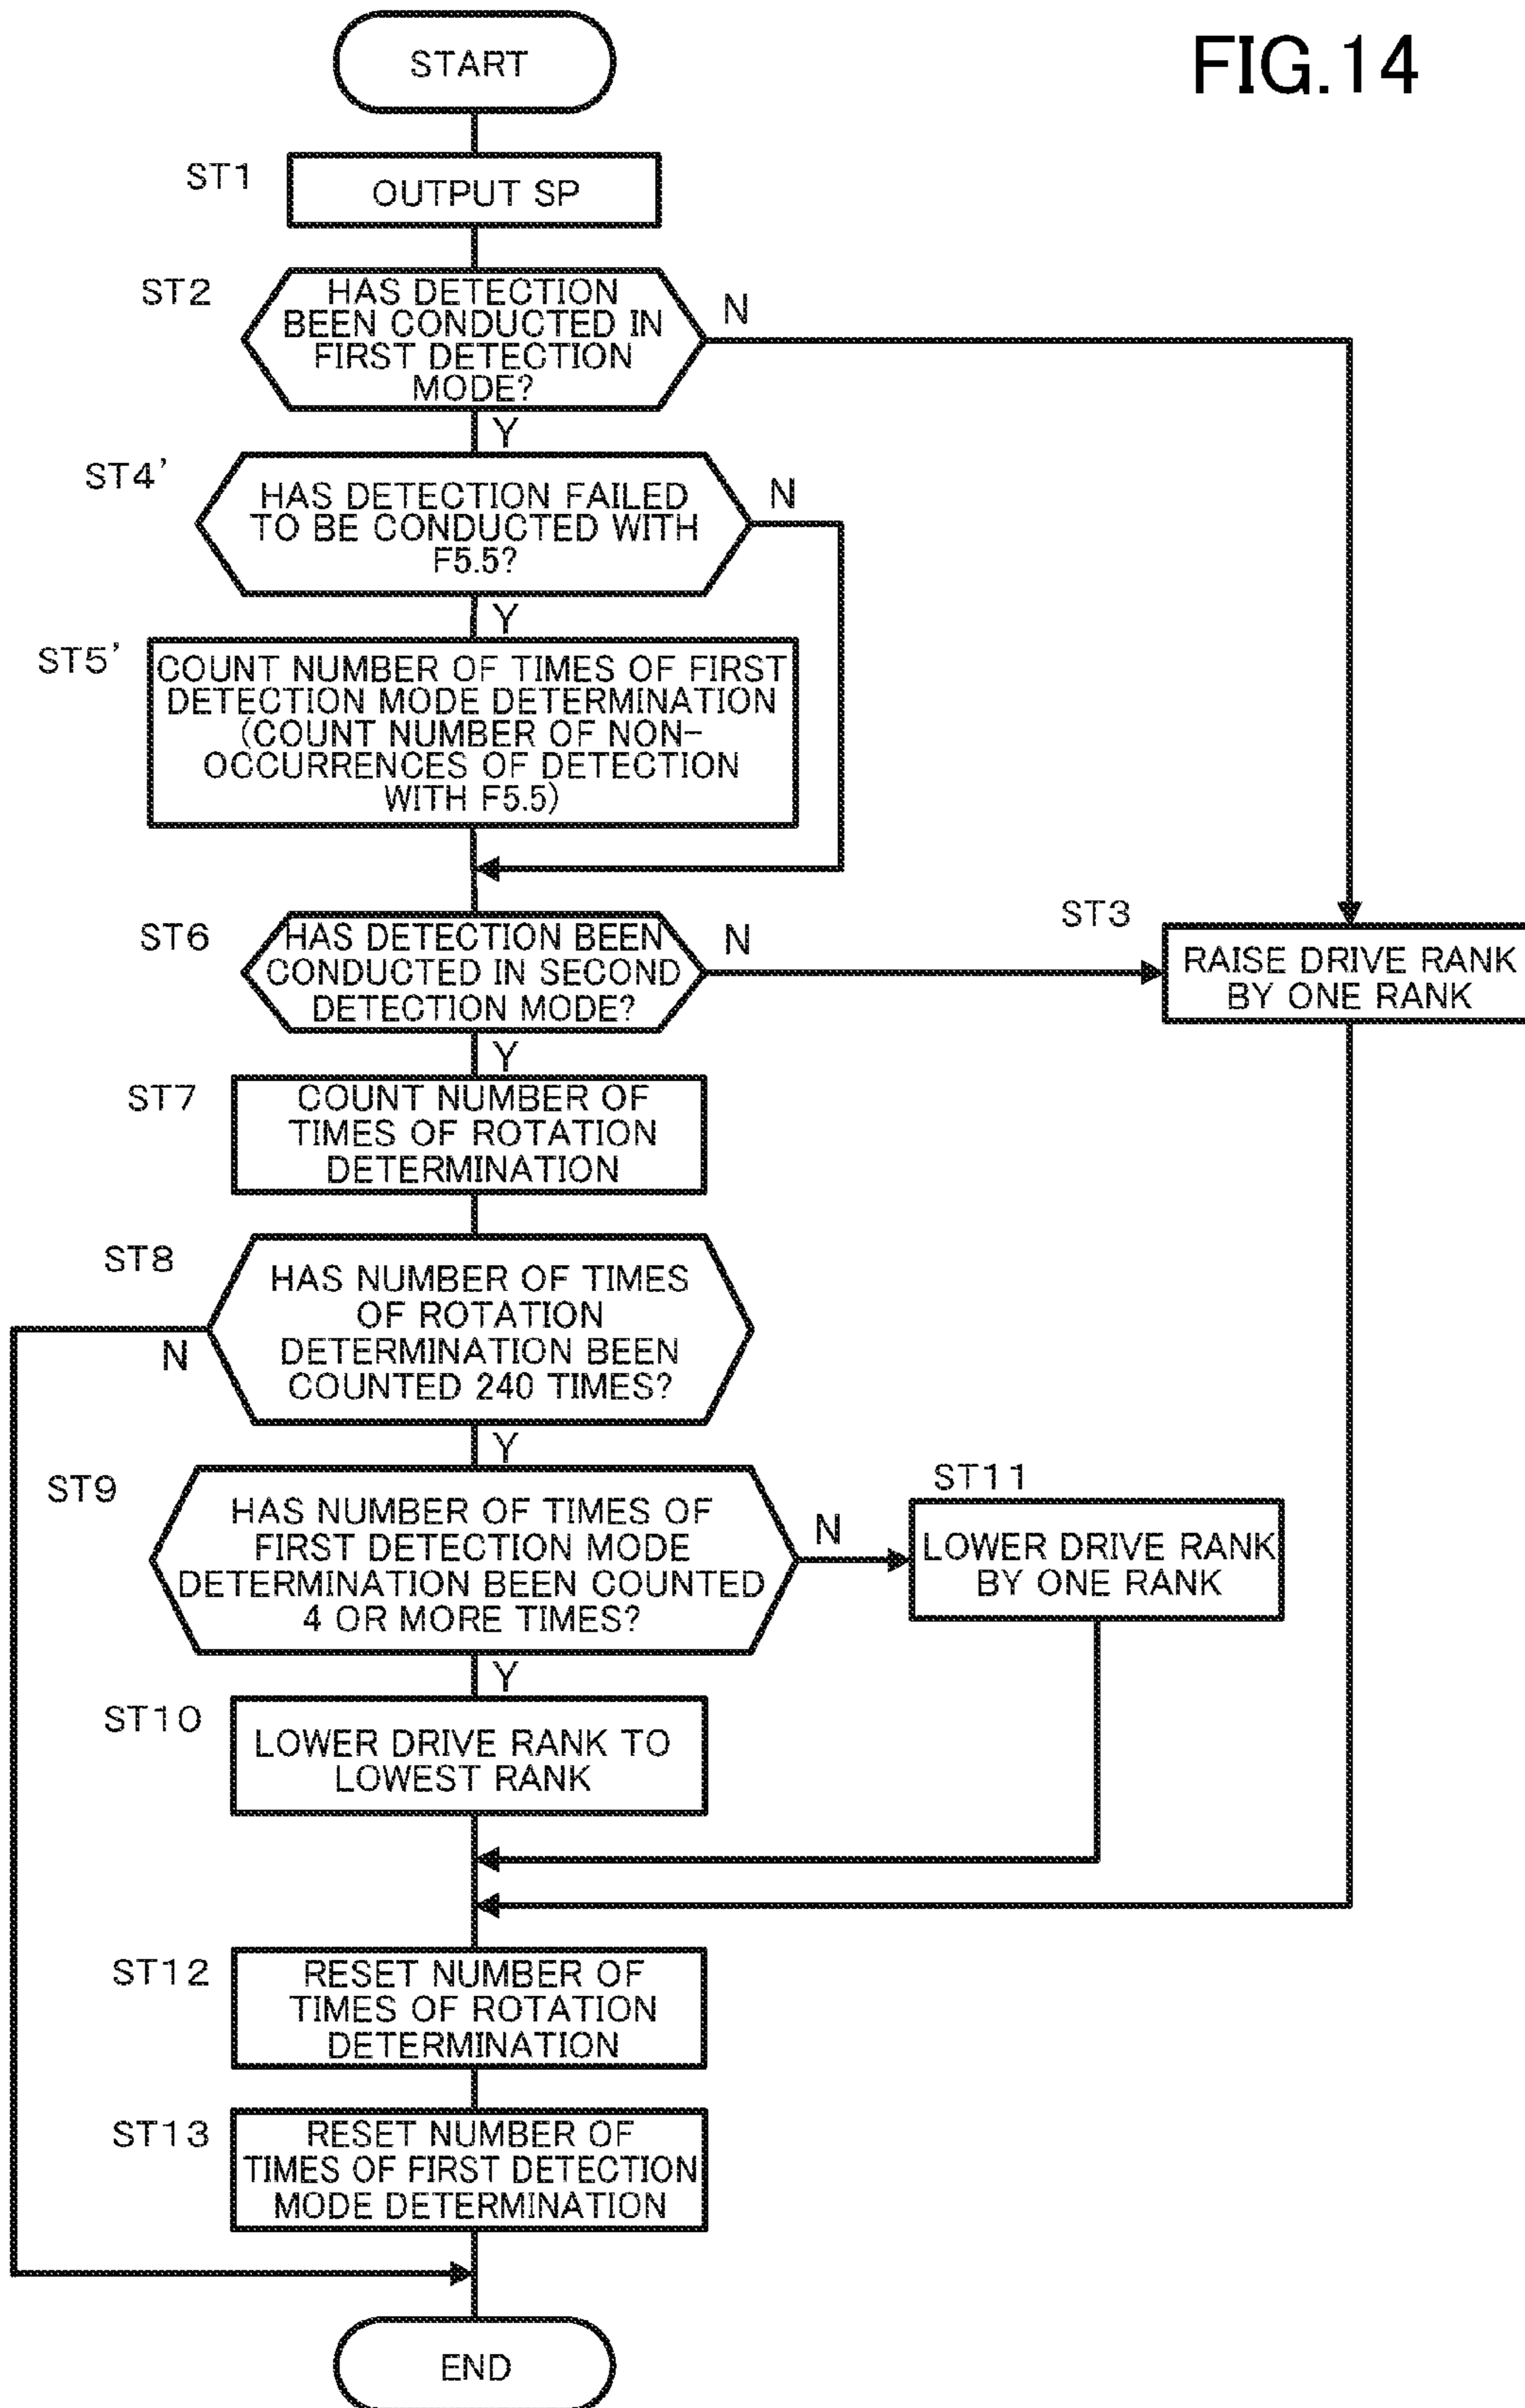 FIG.14
START
ST1
OUTPUT SP
ST2
HAS DETECTION
BEEN CONDUCTED IN
FIRST DETECTION
MODE?
N
Y
ST4'
HAS DETECTION FAILED
TO BE CONDUCTED WITH
F5.5?
N
Y
ST5'
COUNT NUMBER OF TIMES OF FIRST
DETECTION MODE DETERMINATION
(COUNT NUMBER OF NON-
OCCURRENCES OF DETECTION
WITH F5.5)
ST6
HAS DETECTION BEEN
CONDUCTED IN SECOND
DETECTION MODE?
N
Y
ST3
RAISE DRIVE RANK
BY ONE RANK
ST7
COUNT NUMBER OF
TIMES OF ROTATION
DETERMINATION
ST8
HAS NUMBER OF TIMES
OF ROTATION
DETERMINATION BEEN
COUNTED 240 TIMES?
N
Y
ST9
HAS NUMBER OF TIMES OF
FIRST DETECTION MODE
DETERMINATION BEEN COUNTED
4 OR MORE TIMES?
N
Y
ST11
LOWER DRIVE RANK
BY ONE RANK
ST10
LOWER DRIVE RANK TO
LOWEST RANK
ST12
RESET NUMBER OF
TIMES OF ROTATION
DETERMINATION
ST13
RESET NUMBER OF
TIMES OF FIRST DETECTION
MODE DETERMINATION
END